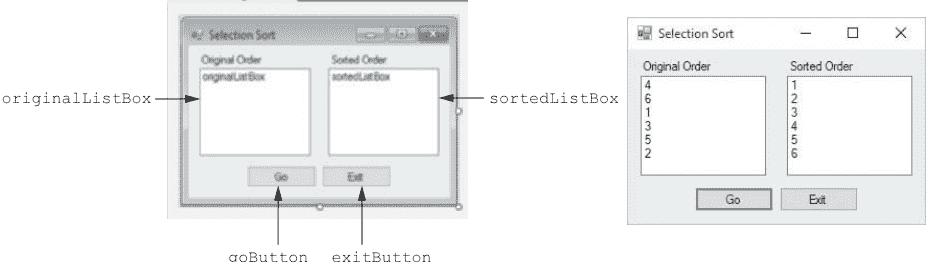 Selection Sort
Original Order Sorted Order
originalListBox sortedListBox
originalListBox sortedListBox
Go Exit
goButton exitButton
Selection Sort
Original Order Sorted Order
4 1
6 2
1 3
3 4
5 5
2 6
Go Exit